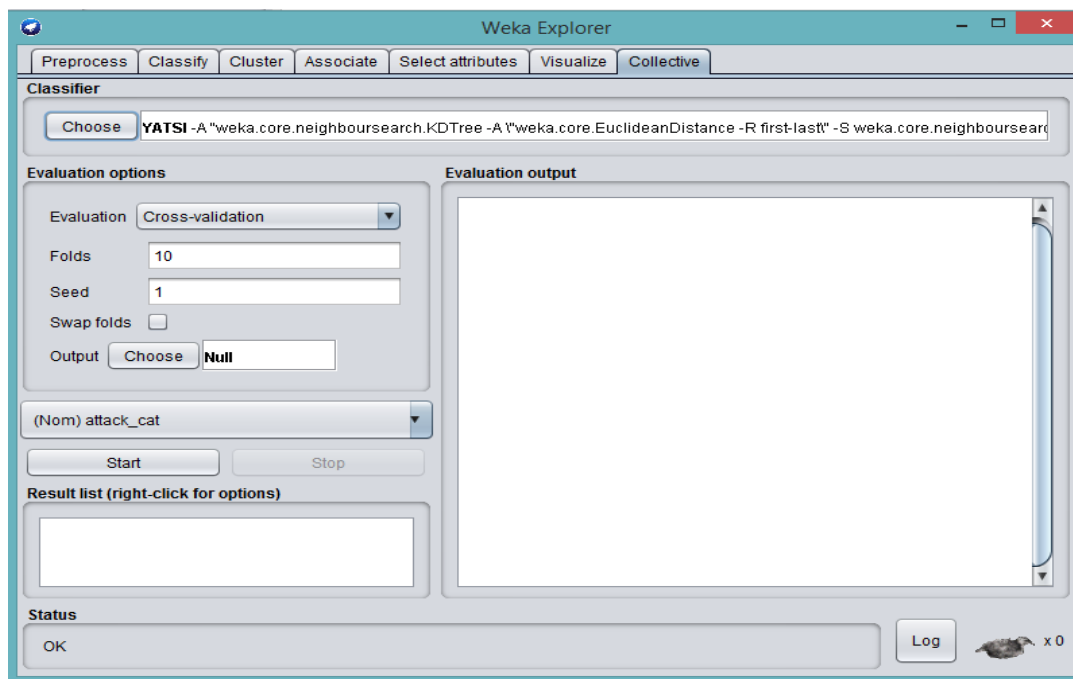 Weka Explorer
Preprocess Classify Cluster Associate Select attributes Visualize Collective
Classifier
Choose YATSI -A "weka.core.neighboursearch.KDTree -A \"weka.core.EuclideanDistance -R first-last\" -S weka.core.neighboursearc
Evaluation options
Evaluation Cross-validation
Folds 10
Seed 1
Swap folds
Output Choose Null
(Nom) attack_cat
Start Stop
Result list (right-click for options)
Evaluation output
Status
OK
Log x 0